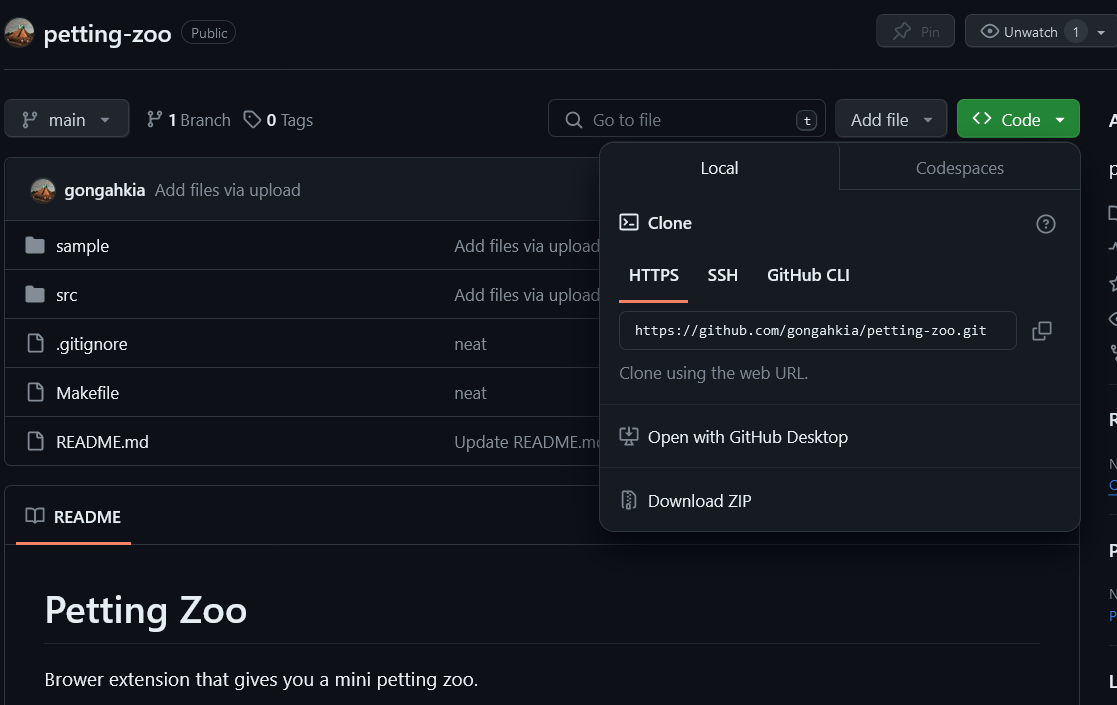 petting-zoo Public Pin Unwatch 1
main 1 Branch 0 Tags Go to file t Add file Code
Local Codespaces
gongahkia Add files via upload
Clone
sample Add files via upload
HTTPS SSH GitHub CLI
src Add files via upload
https://github.com/gongahkia/petting-zoo.git
.gitignore neat
Clone using the web URL.
Makefile neat
Open with GitHub Desktop
README.md Update README.m
Download ZIP
README
Petting Zoo
Brower extension that gives you a mini petting zoo.